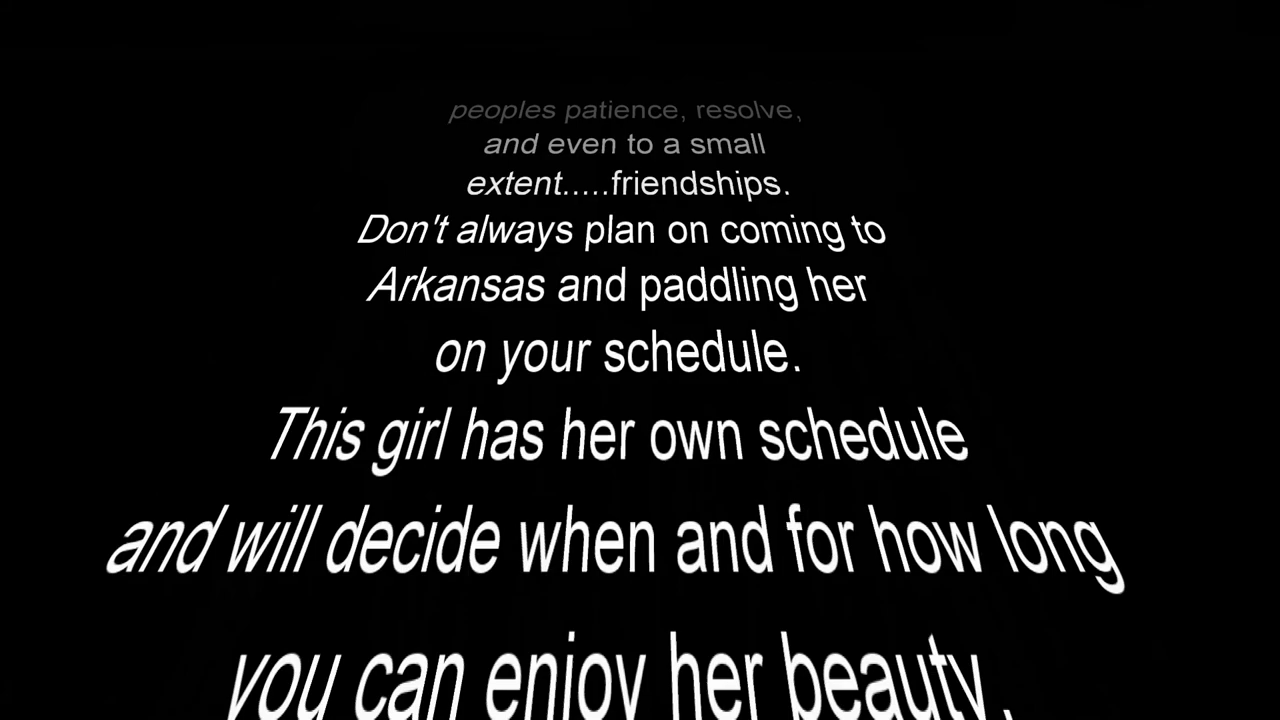 peoples patience, resolve,
and even to a small
extent.....friendships.
Don't always plan on coming to
Arkansas and paddling her
on your schedule.
This girl has her own schedule
and will decide when and for how long
you can enjoy her beauty.